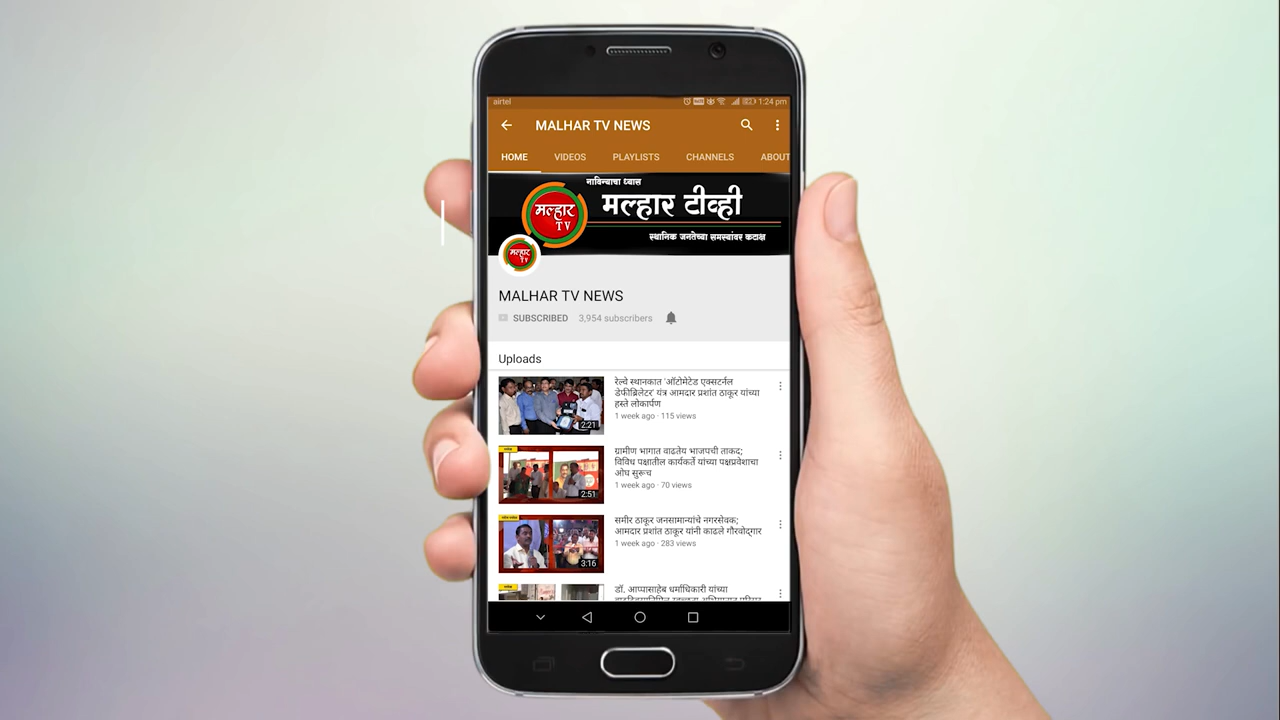 airtel
1:24 pm
MALHAR TV NEWS
HOME VIDEOS PLAYLISTS CHANNELS ABOUT
नाविन्याचा ध्यास
मल्हार टीव्ही
मल्हार
TV
स्थानिक जनतेच्या समस्यांवर कटाक्ष
मल्हार
TV
MALHAR TV NEWS
SUBSCRIBED 3,954 subscribers
Uploads
रेल्वे स्थानकात 'ऑटोमेटेड एक्सटर्नल
डेफीब्रिलेटर' यंत्र आमदार प्रशांत ठाकूर यांच्या
हस्ते लोकार्पण
1 week ago · 115 views
2:21
ग्रामीण भागात वाढतेय भाजपची ताकद;
विविध पक्षातील कार्यकर्ते यांच्या पक्षप्रवेशाचा
ओघ सुरूच
1 week ago · 70 views
2:51
समीर ठाकूर जनसामान्यांचे नगरसेवक;
आमदार प्रशांत ठाकूर यांनी काढले गौरवोद्गार
1 week ago · 283 views
3:16
डॉ. आप्पासाहेब धर्माधिकारी यांच्या